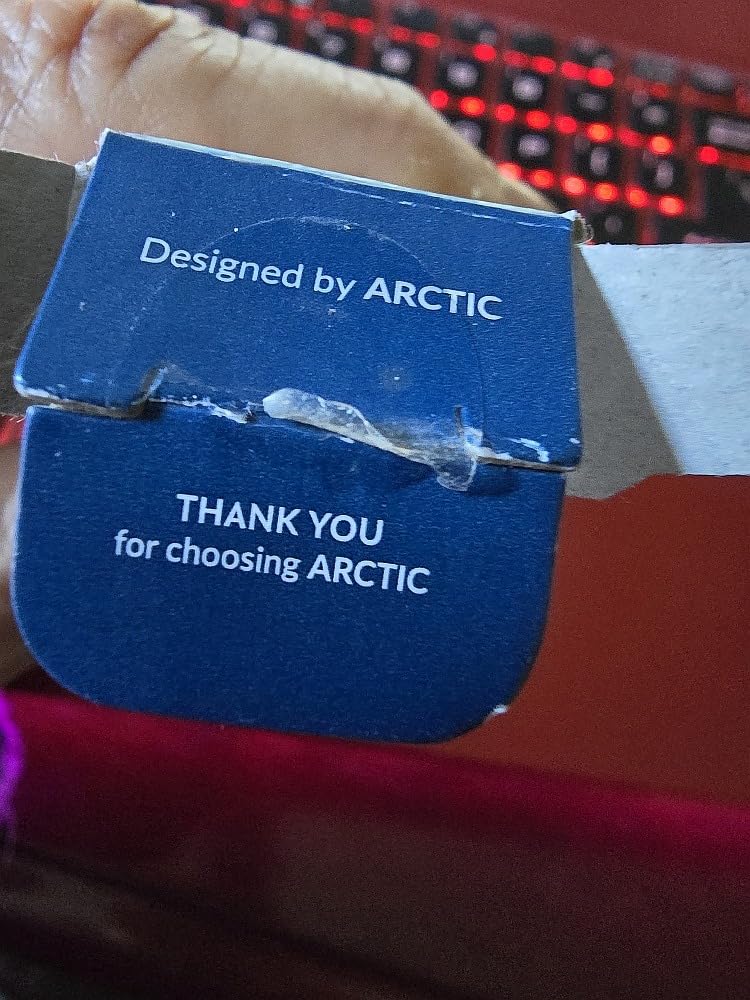 Designed by ARCTIC
THANK YOU
for choosing ARCTIC